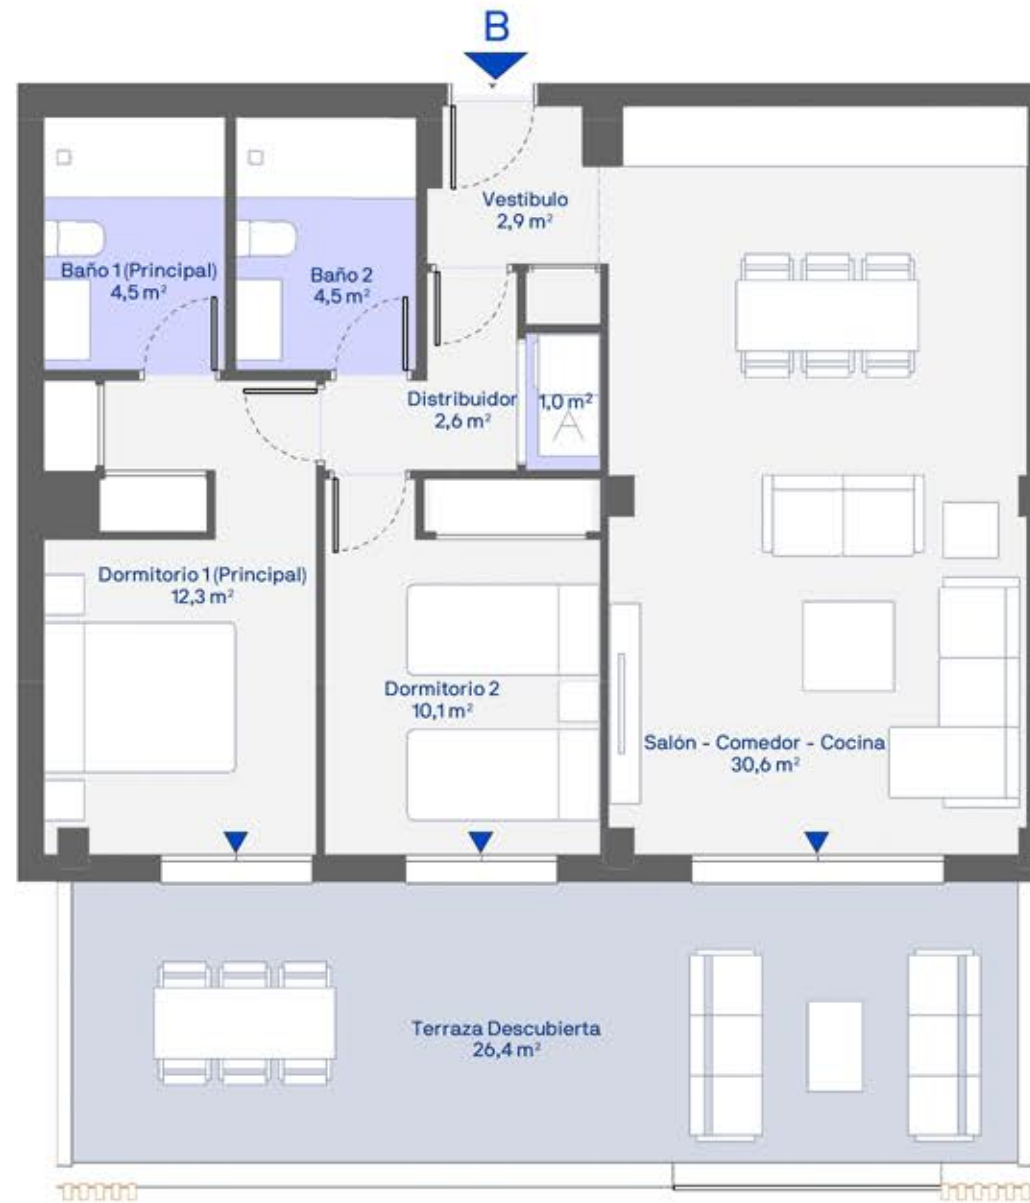 B
Vestíbulo
2,9 m²
Baño 1 (Principal)
4,5 m²
Baño 2
4,5 m²
Distribuidor
2,6 m²
1,0 m²
Dormitorio 1 (Principal)
12,3 m²
Dormitorio 2
10,1 m²
Salón - Comedor - Cocina
30,6 m²
Terraza Descubierta
26,4 m²